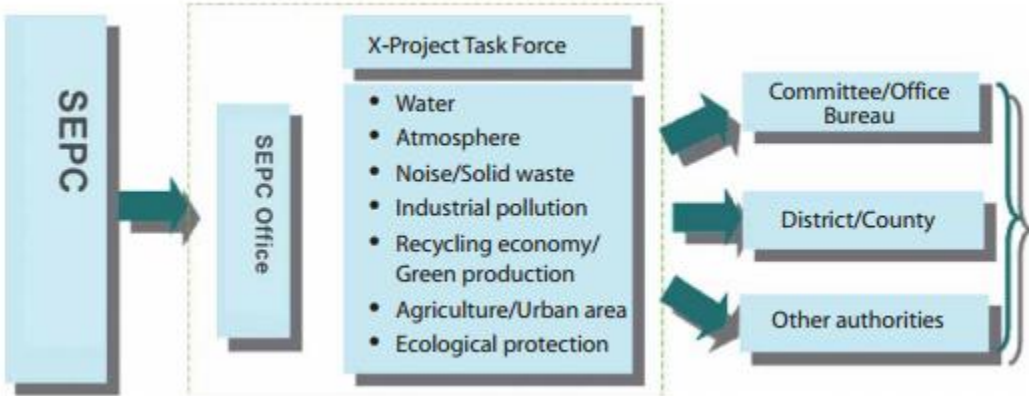 SEPC
SEPC Office
X-Project Task Force
• Water
• Atmosphere
• Noise/Solid waste
• Industrial pollution
• Recycling economy/
Green production
• Agriculture/Urban area
• Ecological protection
Committee/Office
Bureau
District/County
Other authorities